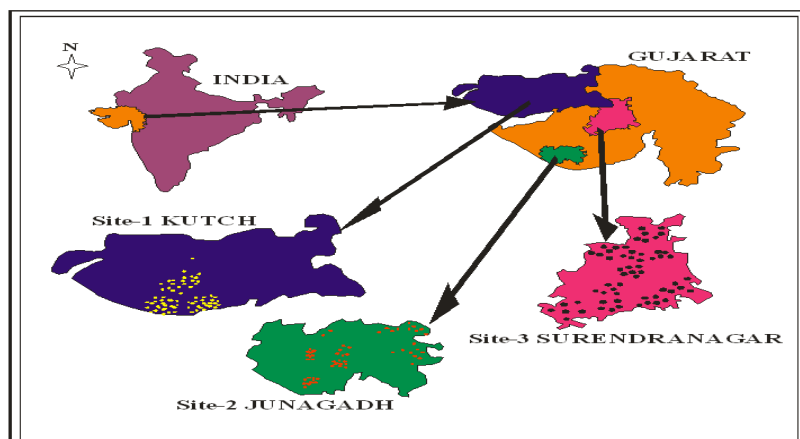 N
INDIA
GUJARAT
Site-1 KUTCH
Site-3 SURENDRANAGAR
Site-2 JUNAGADH